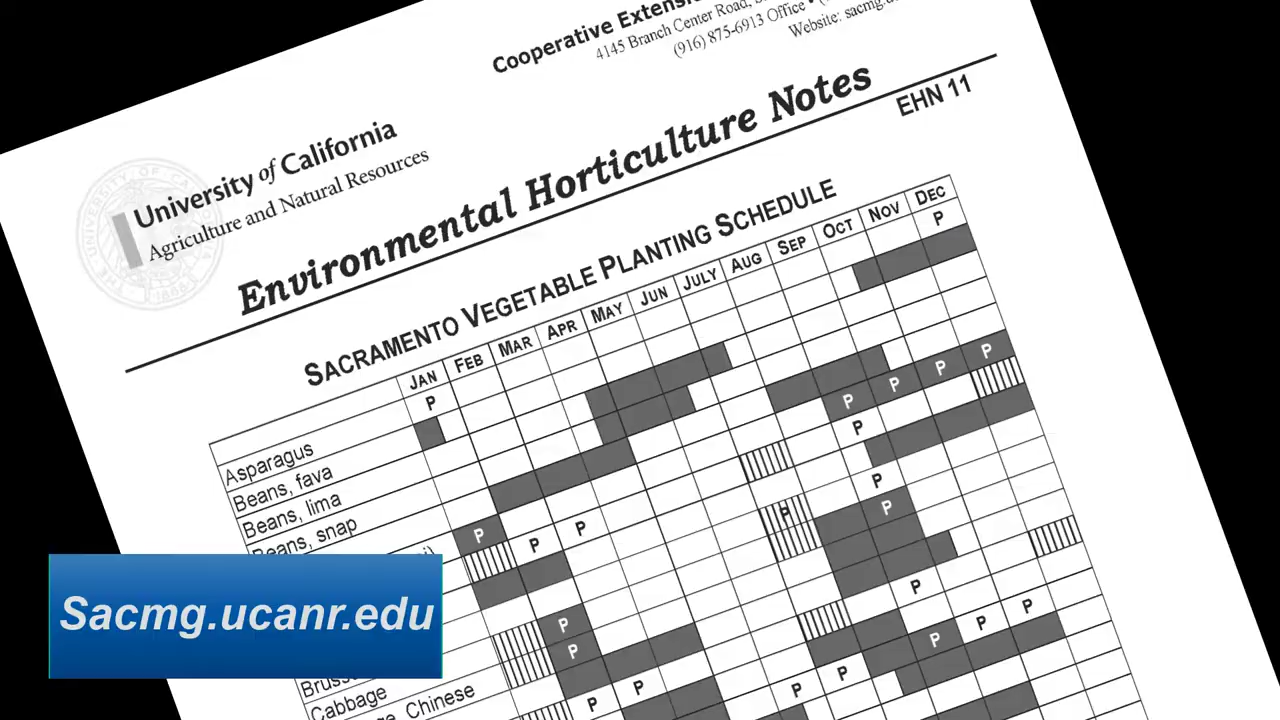 Cooperative Extens
4145 Branch Center Road,
(916) 875-6913 Office •
Website: sacmg.u
University of California
Agriculture and Natural Resources
Environmental Horticulture Notes
EHN 11
SACRAMENTO VEGETABLE PLANTING SCHEDULE
JAN FEB MAR APR MAY JUN JULY AUG SEP OCT NOV DEC
Asparagus P P
Beans, fava
Beans, lima
Beans, snap
P P P P P
P P P
P
P P
P
P P
P P P
Cabbage
Chinese
P P P P
Sacmg.ucanr.edu